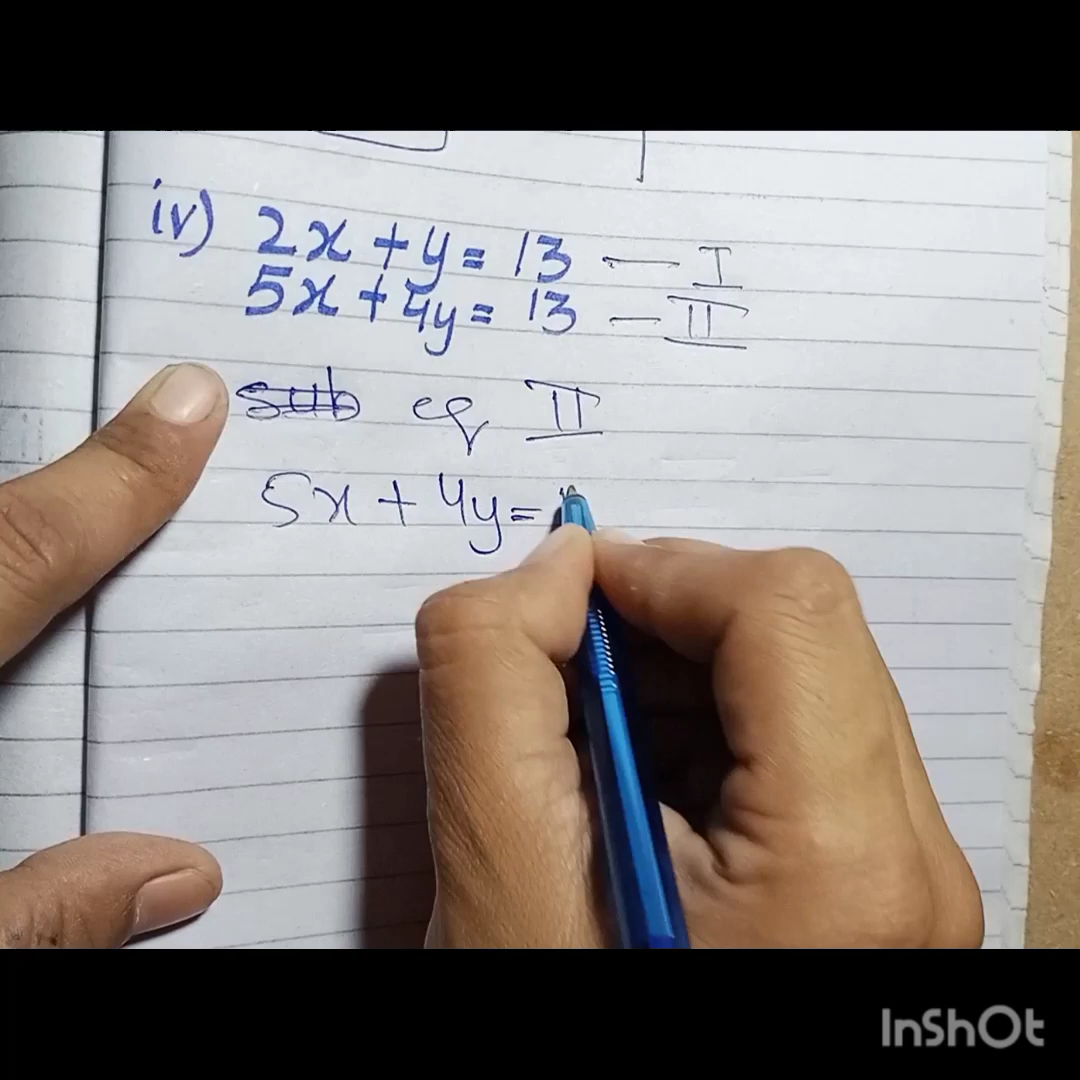 iv) 2x + y = 13 — I
5x + 4y = 13 — II
Sub eq II
5x + 4y =
InShOt